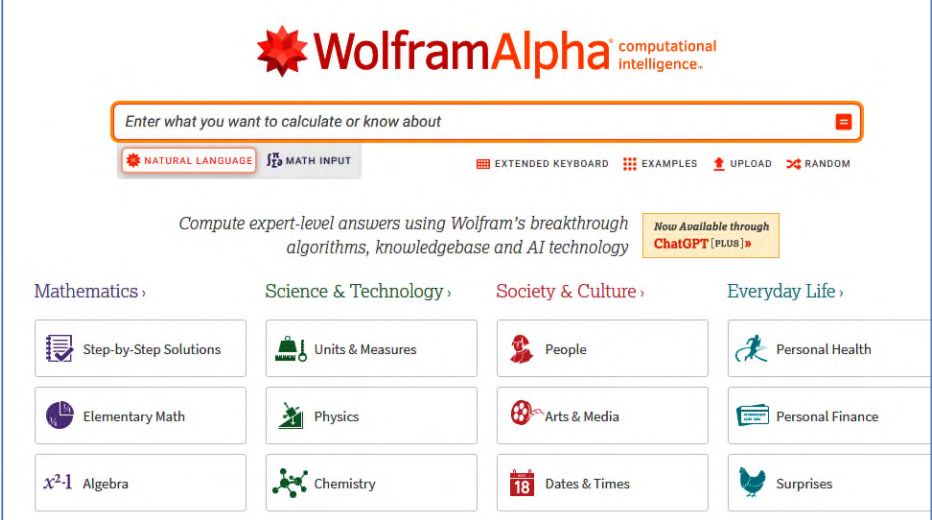 WolframAlpha computational intelligence.
Enter what you want to calculate or know about
NATURAL LANGUAGE MATH INPUT EXTENDED KEYBOARD EXAMPLES UPLOAD RANDOM
Compute expert-level answers using Wolfram's breakthrough
algorithms, knowledgebase and AI technology
Now Available through
ChatGPT [PLUS]»
Mathematics › Science & Technology › Society & Culture › Everyday Life ›
Step-by-Step Solutions Units & Measures People Personal Health
Elementary Math Physics Arts & Media Personal Finance
x²-1 Algebra Chemistry 18 Dates & Times Surprises